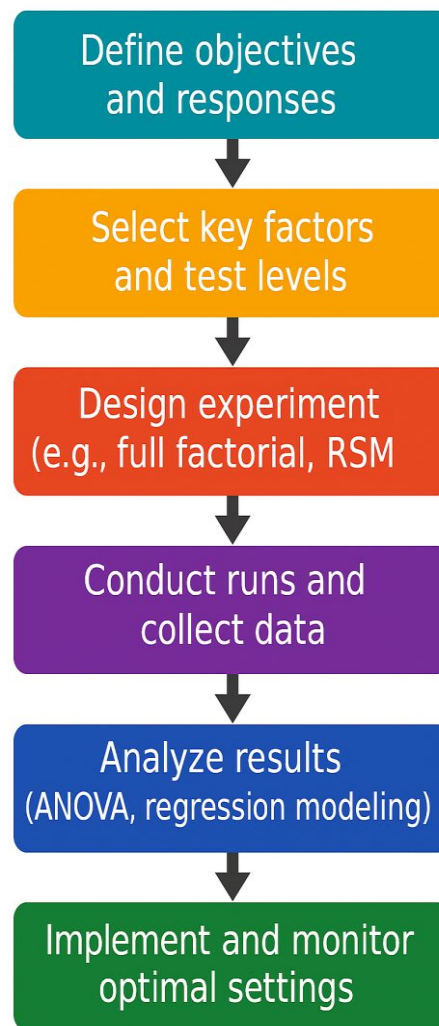 Define objectives
and responses
Select key factors
and test levels
Design experiment
(e.g., full factorial, RSM
Conduct runs and
collect data
Analyze results
(ANOVA, regression modeling)
Implement and monitor
optimal settings